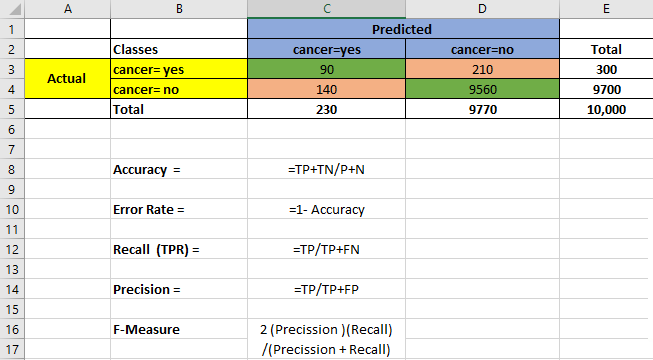 A B C D E
1 Predicted
2 Classes cancer=yes cancer=no Total
3 Actual cancer= yes 90 210 300
4 cancer= no 140 9560 9700
5 Total 230 9770 10,000
6
7
8 Accuracy = =TP+TN/P+N
9
10 Error Rate = =1- Accuracy
11
12 Recall (TPR) = =TP/TP+FN
13
14 Precision = =TP/TP+FP
15
16 F-Measure 2 (Precission )(Recall)
17 /(Precission + Recall)